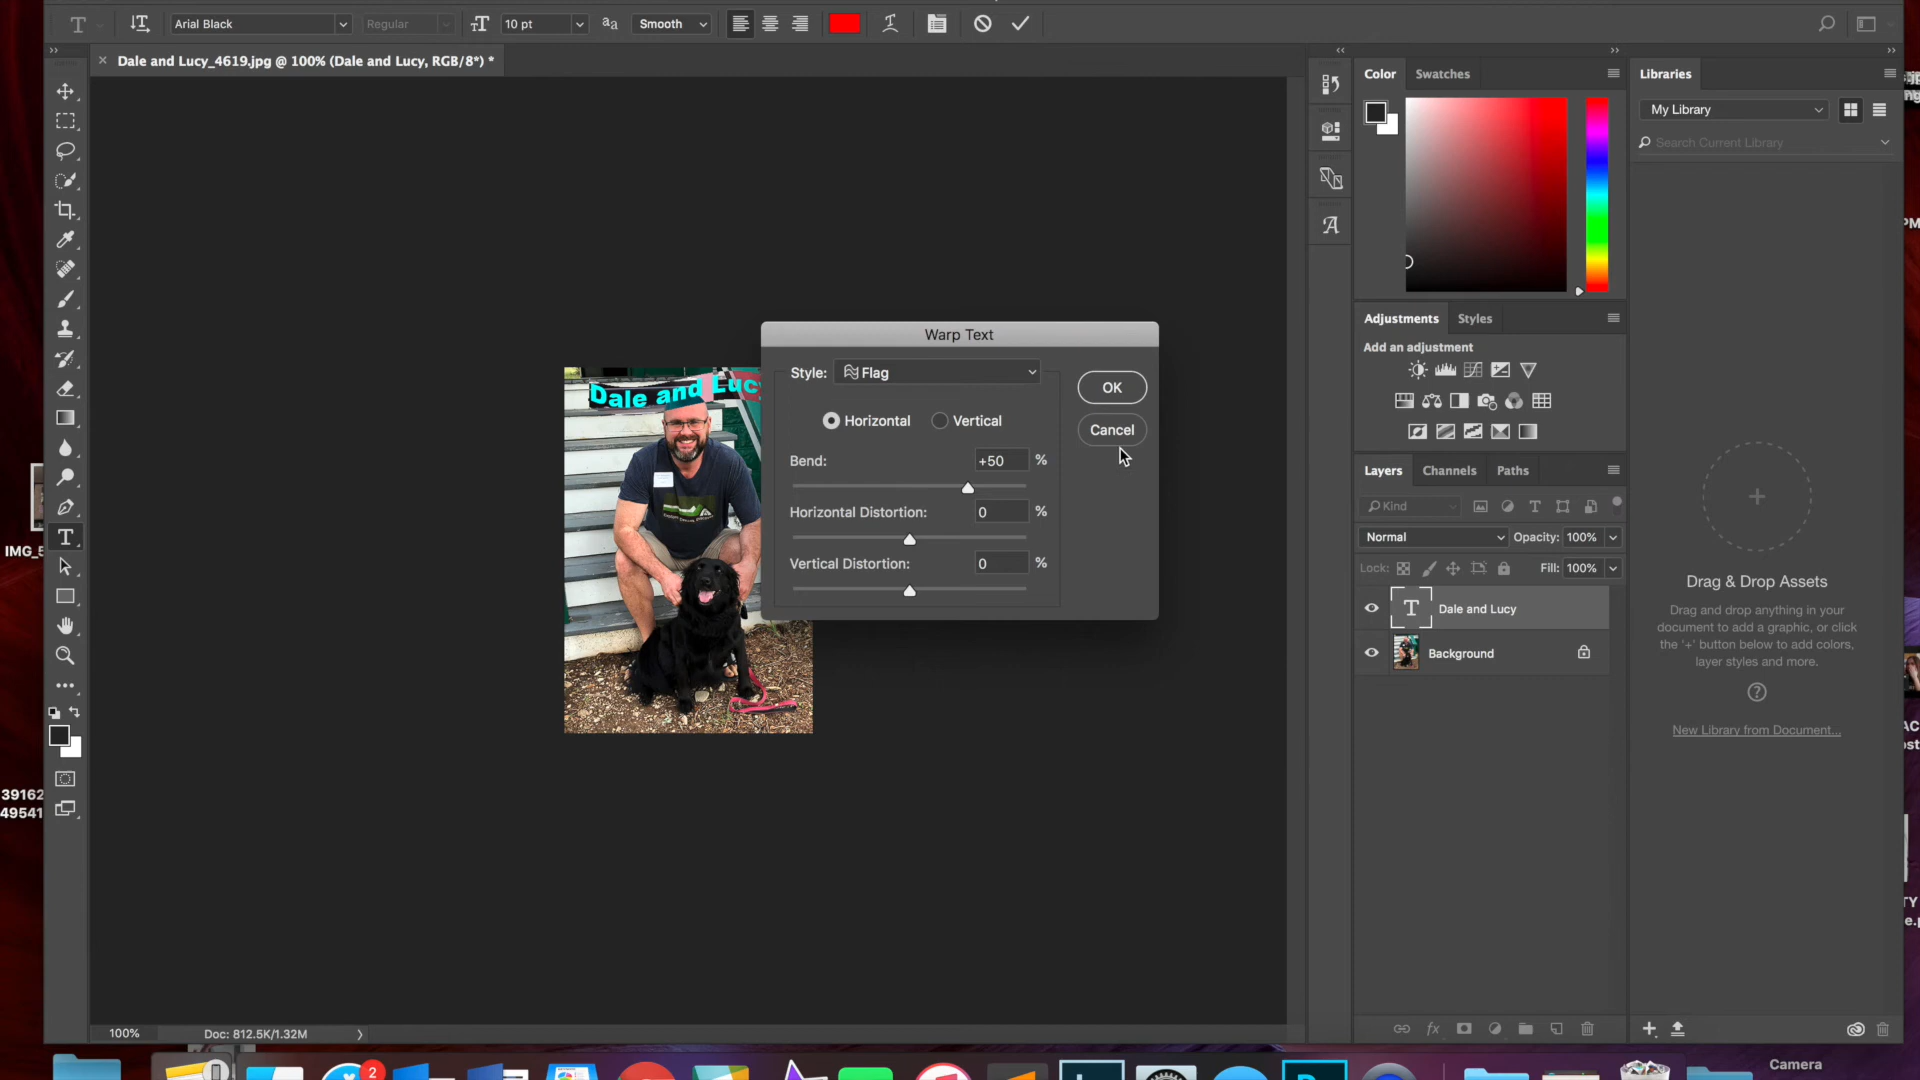 Arial Black
Regular
10 pt
Smooth
Dale and Lucy_4619.jpg @ 100% (Dale and Lucy, RGB/8*) *
Color
Swatches
Libraries
My Library
Search Current Library
Warp Text
Style:
Flag
OK
Horizontal
Vertical
Cancel
Bend:
+50
%
Horizontal Distortion:
0
%
Vertical Distortion:
0
%
Dale and Lucy
Adjustments
Styles
Add an adjustment
Layers
Channels
Paths
Kind
Normal
Opacity: 100%
Lock:
Fill: 100%
T
Dale and Lucy
Background
Drag & Drop Assets
Drag and drop anything in your
document to add a graphic, or click
the '+' button below to add colors,
layer styles and more.
New Library from Document...
IMG_5
39162
49541
100%
Doc: 812.5K/1.32M
2
Camera